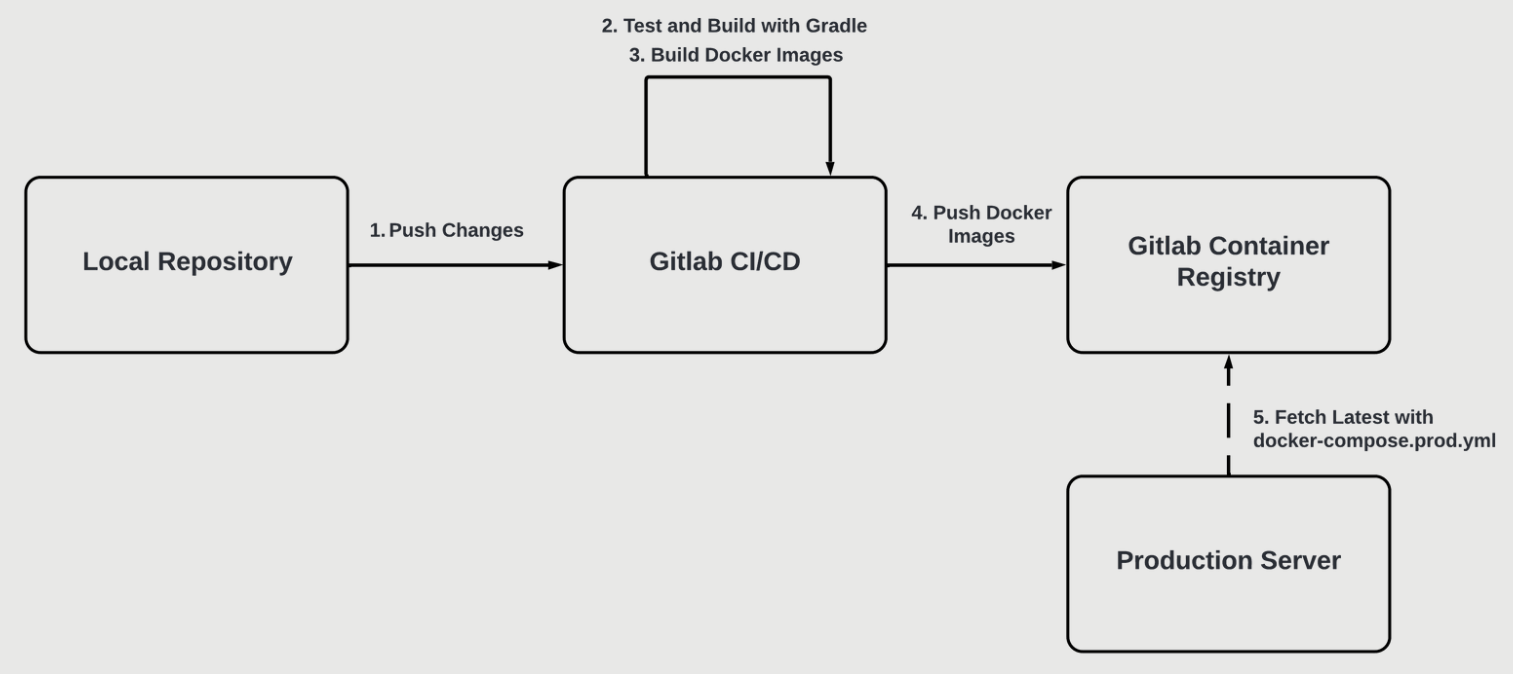 2. Test and Build with Gradle
3. Build Docker Images
Local Repository
1. Push Changes
Gitlab CI/CD
4. Push Docker
Images
Gitlab Container
Registry
5. Fetch Latest with
docker-compose.prod.yml
Production Server